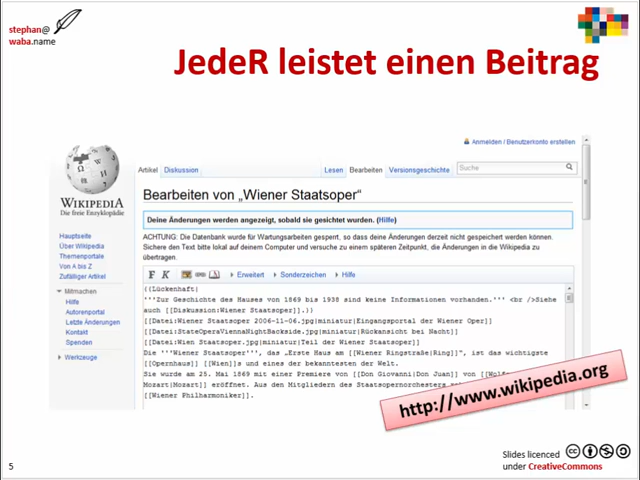 stephan@
waba.name
JedeR leistet einen Beitrag
WIKIPEDIA
Die freie Enzyklopädie
Hauptseite
Über Wikipedia
Themenportale
Von A bis Z
Zufälliger Artikel
Mitmachen
Hilfe
Autorenportal
Letzte Änderungen
Kontakt
Spenden
Werkzeuge
Anmelden / Benutzerkonto erstellen
Artikel Diskussion Lesen Bearbeiten Versionsgeschichte Suche
Bearbeiten von „Wiener Staatsoper“
Deine Änderungen werden angezeigt, sobald sie gesichtet wurden. (Hilfe)
ACHTUNG: Die Datenbank wurde für Wartungsarbeiten gesperrt, so dass deine Änderungen derzeit nicht gespeichert werden können.
Sichere den Text bitte lokal auf deinem Computer und versuche zu einem späteren Zeitpunkt, die Änderungen in die Wikipedia zu
übertragen.
F K Erweitert Sonderzeichen Hilfe
((Lückenhaft|
'''Zur Geschichte des Hauses von 1869 bis 1938 sind keine Informationen vorhanden.''' <br />Siehe
auch [[Diskussion:Wiener Staatsoper].))
[[Datei:Wiener Staatsoper 2006-11-06.jpg|miniatur|Eingangsportal der Wiener Oper]]
[[Datei:StateOperaViennaNightBackside.jpg|miniatur|Rückansicht bei Nacht]]
[[Datei:Wien Staatsoper.jpg|miniatur|Teil der Wiener Staatsoper]]
Die '''Wiener Staatsoper''', das „Erste Haus am [[Wiener Ringstraße|Ring]]“, ist das wichtigste
[[Opernhaus]] [[Wien]]s und eines der bekanntesten der Welt.
Sie wurde am 25. Mai 1869 mit einer Premiere von [[Don Giovanni|Don Juan]] von
Mozart|Mozart]] eröffnet. Aus den Mitgliedern des Staatsopernorchesters
[[Wiener Philharmoniker]].
http://www.wikipedia.org
5
Slides licenced
under CreativeCommons